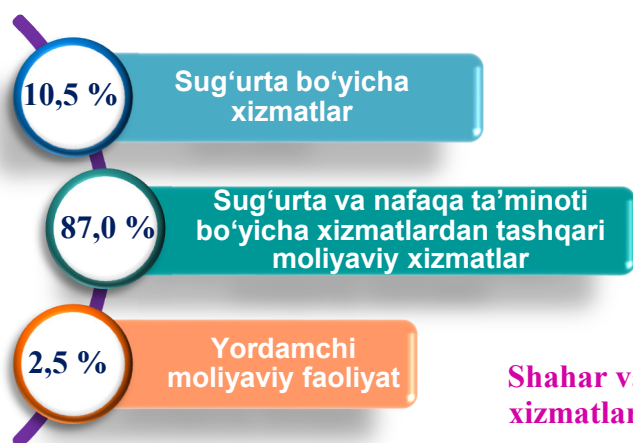 10,5 %
Sug‘urta bo‘yicha
xizmatlar
87,0 %
Sug‘urta va nafaqa ta’minoti
bo‘yicha xizmatlardan tashqari
moliyaviy xizmatlar
2,5 %
Yordamchi
moliyaviy faoliyat
Shahar
xizmatlar